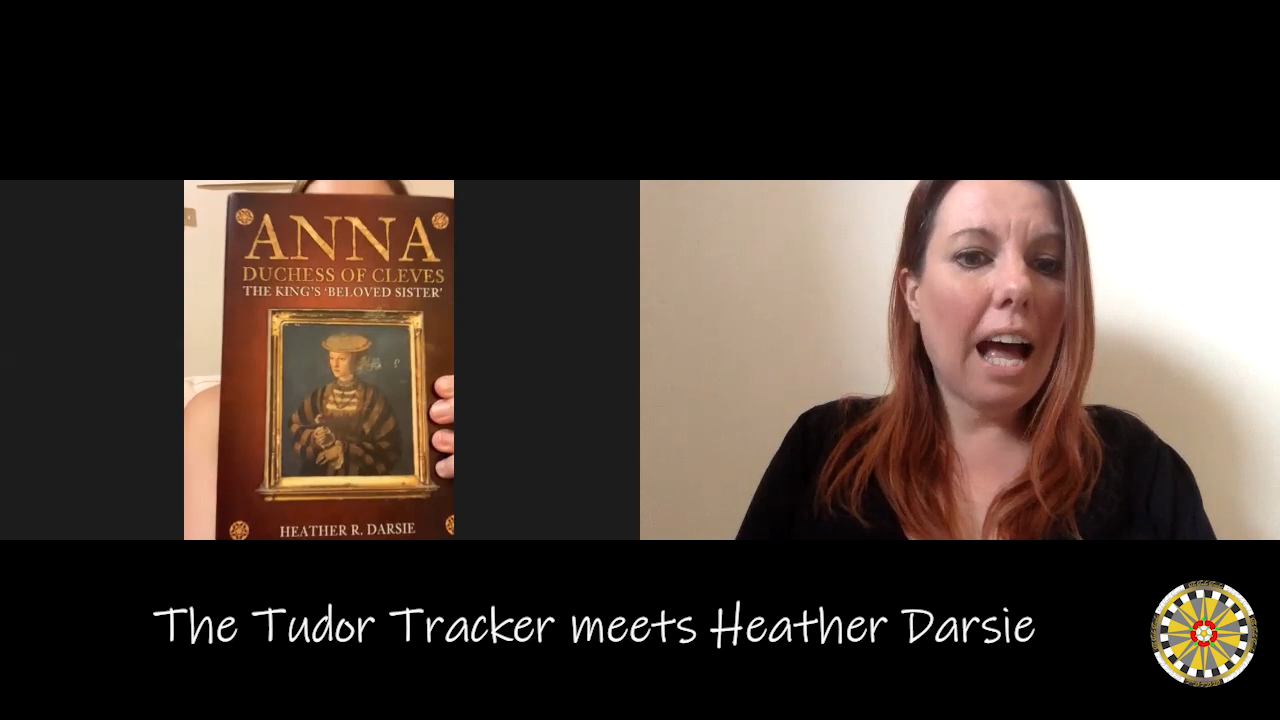 ANNA
DUCHESS OF CLEVES
THE KING'S 'BELOVED SISTER'
HEATHER R. DARSIE
The Tudor Tracker meets Heather Darsie